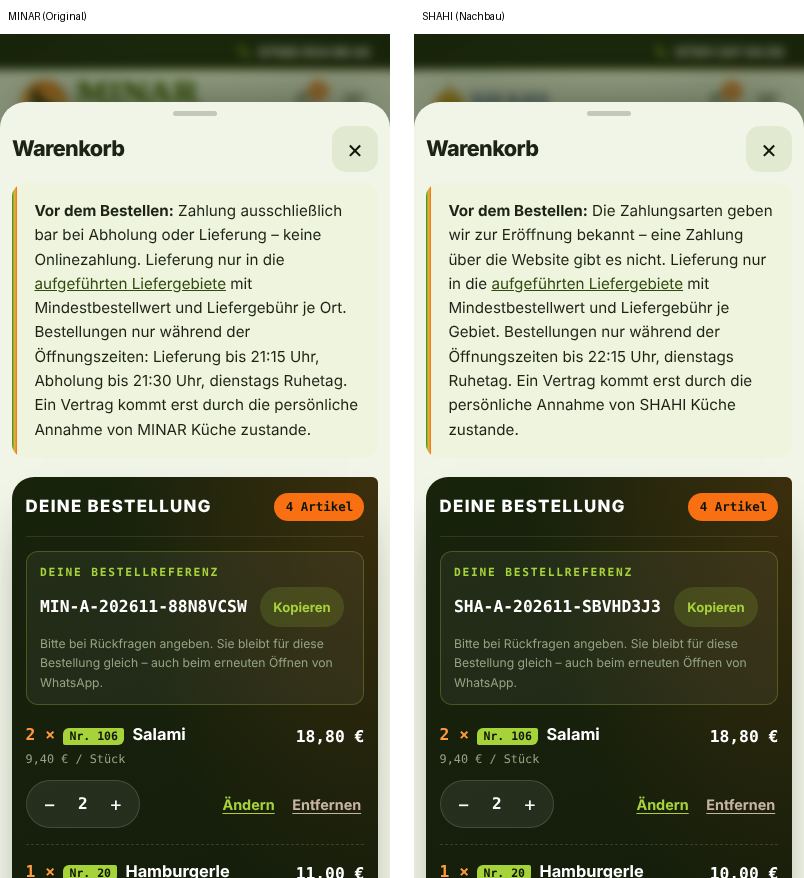 MINAR (Original)
MINAR
Warenkorb
×
Vor dem Bestellen: Zahlung ausschließlich
bar bei Abholung oder Lieferung – keine
Onlinezahlung. Lieferung nur in die
aufgeführten Liefergebiete mit
Mindestbestellwert und Liefergebühr je Ort.
Bestellungen nur während der
Öffnungszeiten: Lieferung bis 21:15 Uhr,
Abholung bis 21:30 Uhr, dienstags Ruhetag.
Ein Vertrag kommt erst durch die persönliche
Annahme von MINAR Küche zustande.
DEINE BESTELLUNG
4 Artikel
DEINE BESTELLREFERENZ
MIN-A-202611-88N8VCSW
Kopieren
Bitte bei Rückfragen angeben. Sie bleibt für diese
Bestellung gleich – auch beim erneuten Öffnen von
WhatsApp.
2 × Nr. 106 Salami 18,80 €
9,40 € / Stück
− 2 + Ändern Entfernen
1 × Nr. 20 Hamburgerle 11,00 €
SHAHI (Nachbau)
Warenkorb
×
Vor dem Bestellen: Die Zahlungsarten geben
wir zur Eröffnung bekannt – eine Zahlung
über die Website gibt es nicht. Lieferung nur
in die aufgeführten Liefergebiete mit
Mindestbestellwert und Liefergebühr je
Gebiet. Bestellungen nur während der
Öffnungszeiten bis 22:15 Uhr, dienstags
Ruhetag. Ein Vertrag kommt erst durch die
persönliche Annahme von SHAHI Küche
zustande.
DEINE BESTELLUNG
4 Artikel
DEINE BESTELLREFERENZ
SHA-A-202611-SBVHD3J3
Kopieren
Bitte bei Rückfragen angeben. Sie bleibt für diese
Bestellung gleich – auch beim erneuten Öffnen von
WhatsApp.
2 × Nr. 106 Salami 18,80 €
9,40 € / Stück
− 2 + Ändern Entfernen
1 × Nr. 20 Hamburgerle 10,00 €